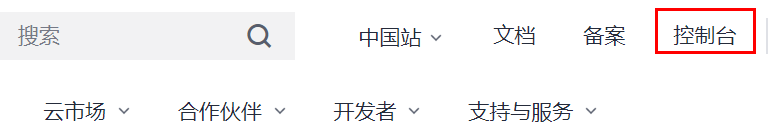 搜索 中国站 文档 备案 控制台
云市场 合作伙伴 开发者 支持与服务